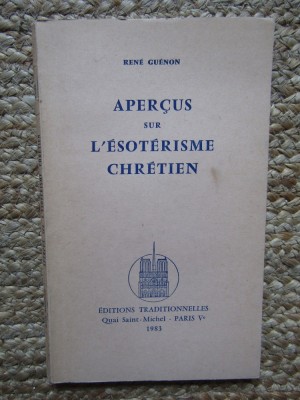 RENÉ GUÉNON
APERÇUS
SUR
L'ÉSOTÉRISME
CHRÉTIEN
ÉDITIONS TRADITIONNELLES
Quai Saint-Michel - PARIS Vᵉ
1983